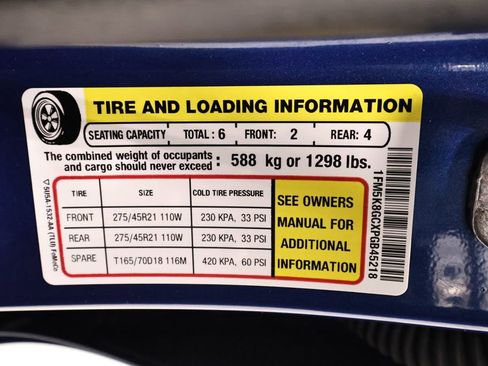 TIRE AND LOADING INFORMATION
SEATING CAPACITY TOTAL : 6 FRONT: 2 REAR: 4
The combined weight of occupants
and cargo should never exceed : 588 kg or 1298 lbs.
TIRE SIZE COLD TIRE PRESSURE
FRONT 275/45R21 110W 230 KPA, 33 PSI
REAR 275/45R21 110W 230 KPA, 33 PSI
SPARE T165/70D18 116M 420 KPA, 60 PSI
SEE OWNERS
MANUAL FOR
ADDITIONAL
INFORMATION
1FM5K8GCXPGB45218